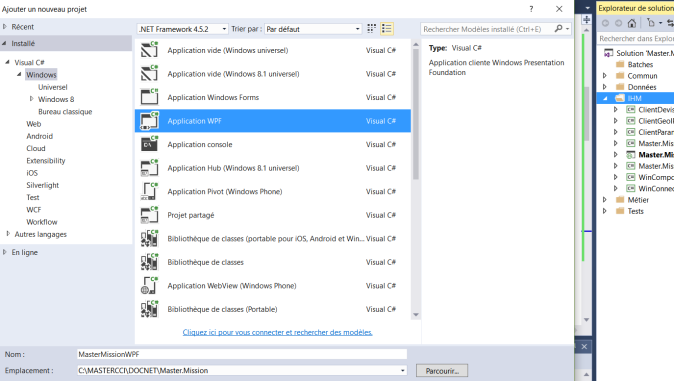 Ajouter un nouveau projet
?
Récent
Installé
Visual C#
Windows
Universel
Windows 8
Bureau classique
Web
Android
Cloud
Extensibility
iOS
Silverlight
Test
WCF
Workflow
Autres langages
En ligne
.NET Framework 4.5.2 Trier par : Par défaut
Application vide (Windows universel) Visual C#
Application vide (Windows 8.1 universel) Visual C#
Application Windows Forms Visual C#
Application WPF Visual C#
Application console Visual C#
Application Hub (Windows 8.1 universel) Visual C#
Application Pivot (Windows Phone) Visual C#
Projet partagé Visual C#
Bibliothèque de classes (portable pour iOS, Android et Win... Visual C#
Bibliothèque de classes Visual C#
Application WebView (Windows Phone) Visual C#
Bibliothèque de classes (Portable) Visual C#
Cliquez ici pour vous connecter et rechercher des modèles.
Rechercher Modèles installé (Ctrl+E)
Type: Visual C#
Application cliente Windows Presentation
Foundation
Nom : MasterMissionWPF
Emplacement : C:\MASTERCCI\DOCNET\Master.Mission
Parcourir...
Explorateur de solution
Rechercher dans Explo
Solution 'Master.M
Batches
Commun
Données
IHM
ClientDevis
ClientGeol
ClientParan
Master.Mis
Master.Mis
Master.Mis
WinCompo
WinConnec
Métier
Tests